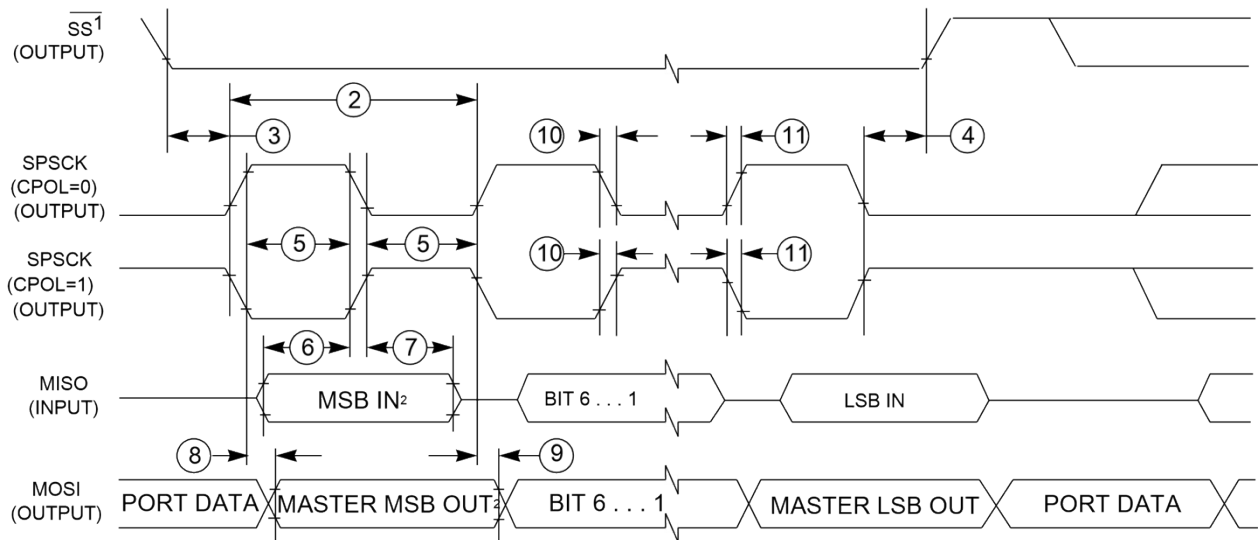 SS1
(OUTPUT)
2
3
10
11
4
SPSCK
(CPOL=0)
(OUTPUT)
5
5
10
11
SPSCK
(CPOL=1)
(OUTPUT)
6
7
MISO
(INPUT)
MSB IN2
BIT 6 . . . 1
LSB IN
8
9
MOSI
(OUTPUT)
PORT DATA
MASTER MSB OUT2
BIT 6 . . . 1
MASTER LSB OUT
PORT DATA